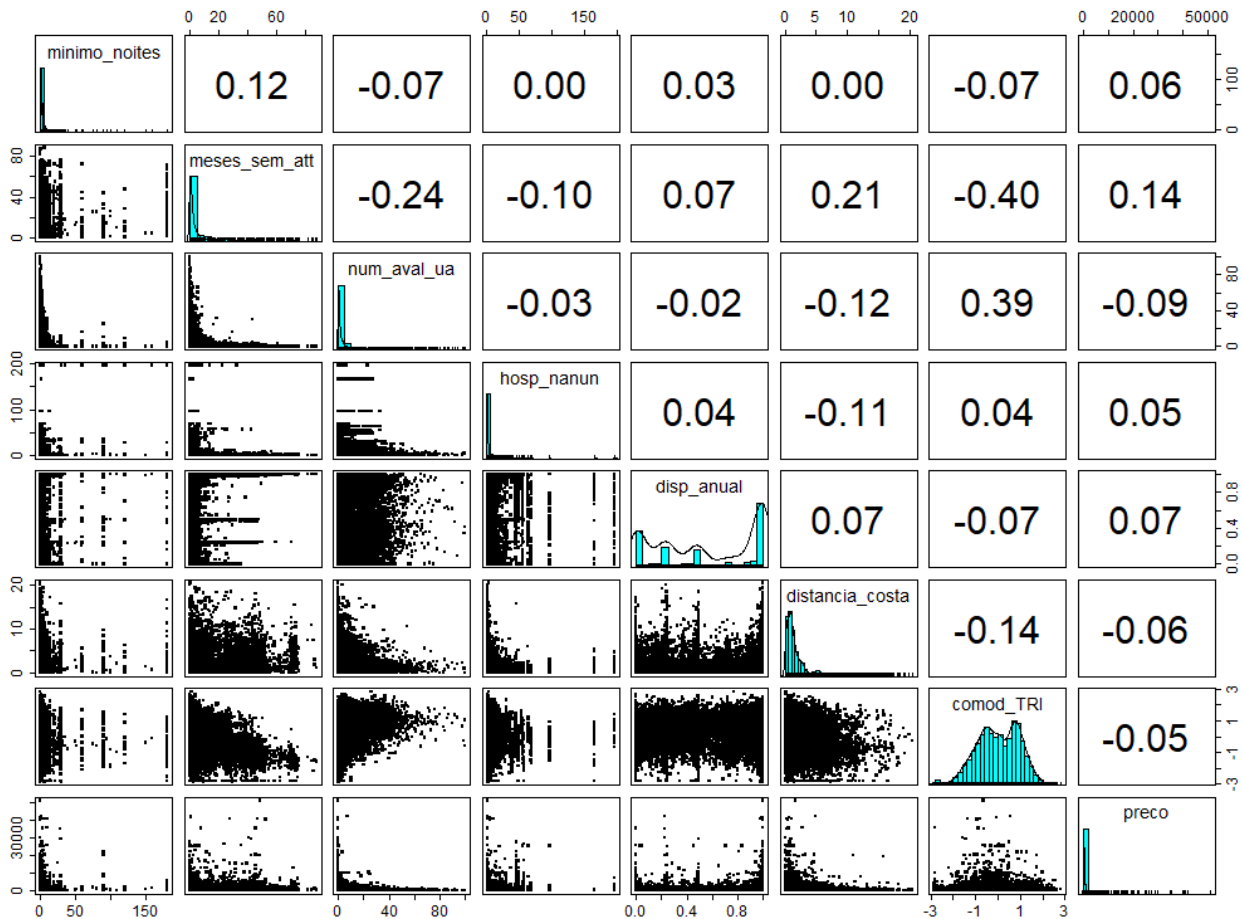 0 20 60 0 50 150 0 5 10 20 0 20000 50000
minimo_noites
0.12 -0.07 0.00 0.03 0.00 -0.07 0.06
0 100
0 40 80
meses_sem_att
-0.24 -0.10 0.07 0.21 -0.40 0.14
num_aval_ua
-0.03 -0.02 -0.12 0.39 -0.09
0 40 100
0 100 200
hosp_nanun
0.04 -0.11 0.04 0.05
disp_anual
0.07 -0.07 0.07
0.0 0.4 0.8
0 5 10 20
distancia_costa
-0.14 -0.06
comod_TRI
-0.05
-3 -1 1 3
0 30000
preco
0 50 150 0 40 80 0.0 0.4 0.8 -3 -1 1 3